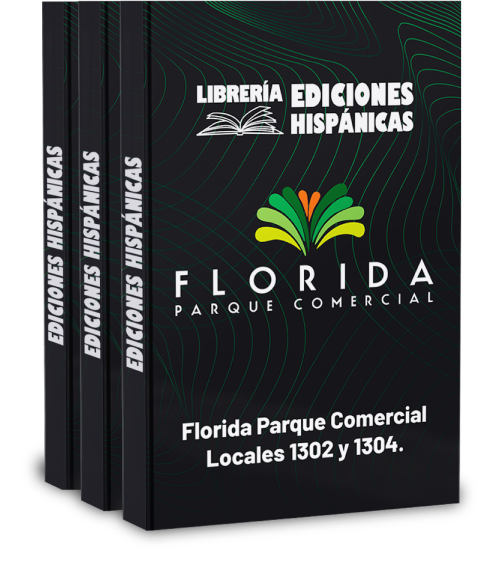 EDICIONES HISPÁNICAS
EDICIONES HISPÁNICAS
EDICIONES HISPÁNICAS
LIBRERÍA EDICIONES
HISPÁNICAS
FLORIDA
PARQUE COMERCIAL
Florida Parque Comercial
Locales 1302 y 1304.